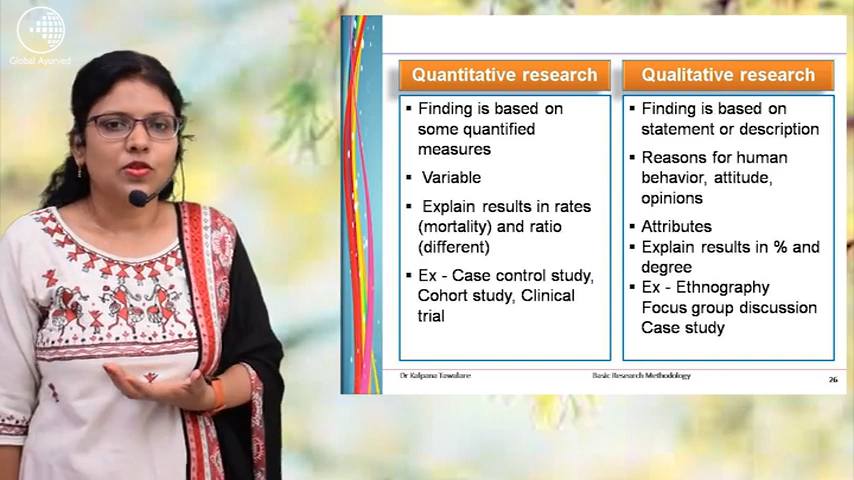 Global Ayurved
Quantitative research
▪ Finding is based on
some quantified
measures
▪ Variable
▪ Explain results in rates
(mortality) and ratio
(different)
▪ Ex - Case control study,
Cohort study, Clinical
trial
Qualitative research
▪ Finding is based on
statement or description
▪ Reasons for human
behavior, attitude,
opinions
▪ Attributes
▪ Explain results in % and
degree
▪ Ex - Ethnography
Focus group discussion
Case study
Dr Kalpana Tawalare
Basic Research Methodology
26